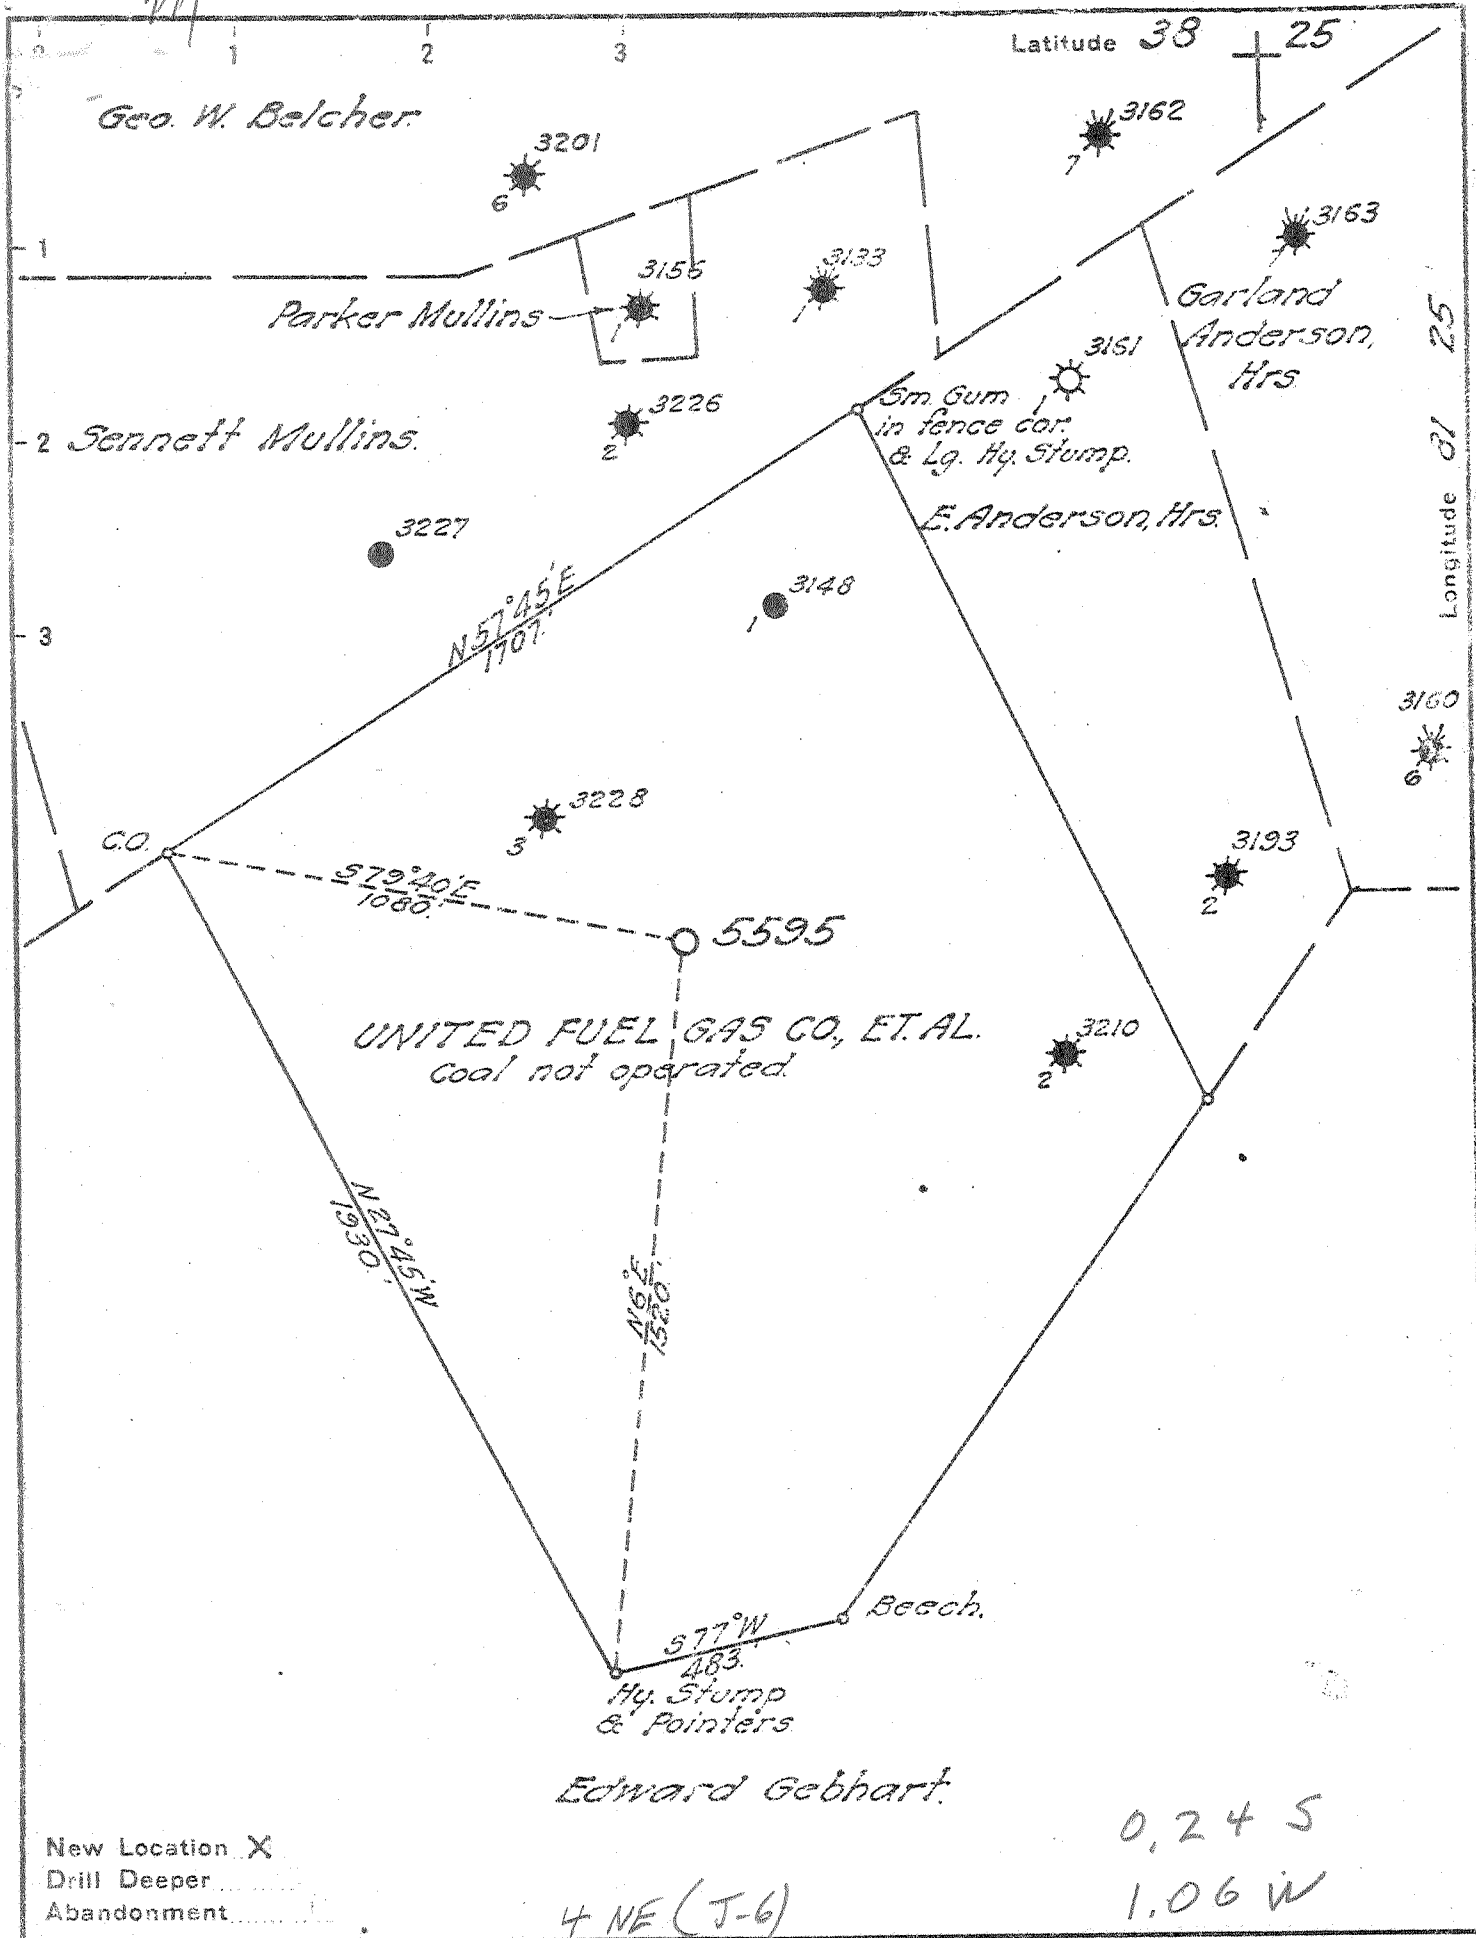 0 1 2 3
Latitude 38 25
Geo. W. Belcher.
3201
6
3162
7
3163
1
3156
3133
Parker Mullins
Garland
Anderson,
Hrs.
3161
1
3226
2
Sm. Gum
in fence cor.
& Lg. Hy. Stump.
2 Sennett Mullins.
Longitude 81 25
E. Anderson, Hrs.
3227
3148
1
3
N 57° 45' E
1707.'
3160
6
3228
3
C.O.
3193
2
S 79° 40' E
1080.'
5595
UNITED FUEL GAS CO., ET. AL.
Coal not operated.
3210
2
N 27° 45' W
1930.'
N 6° E
1520.'
Beech.
S 77° W
483.'
Hy. Stump
& Pointers
Edward Gebhart.
0.24 S
1.06 W
New Location X
Drill Deeper
Abandonment
4 NE (J-6)